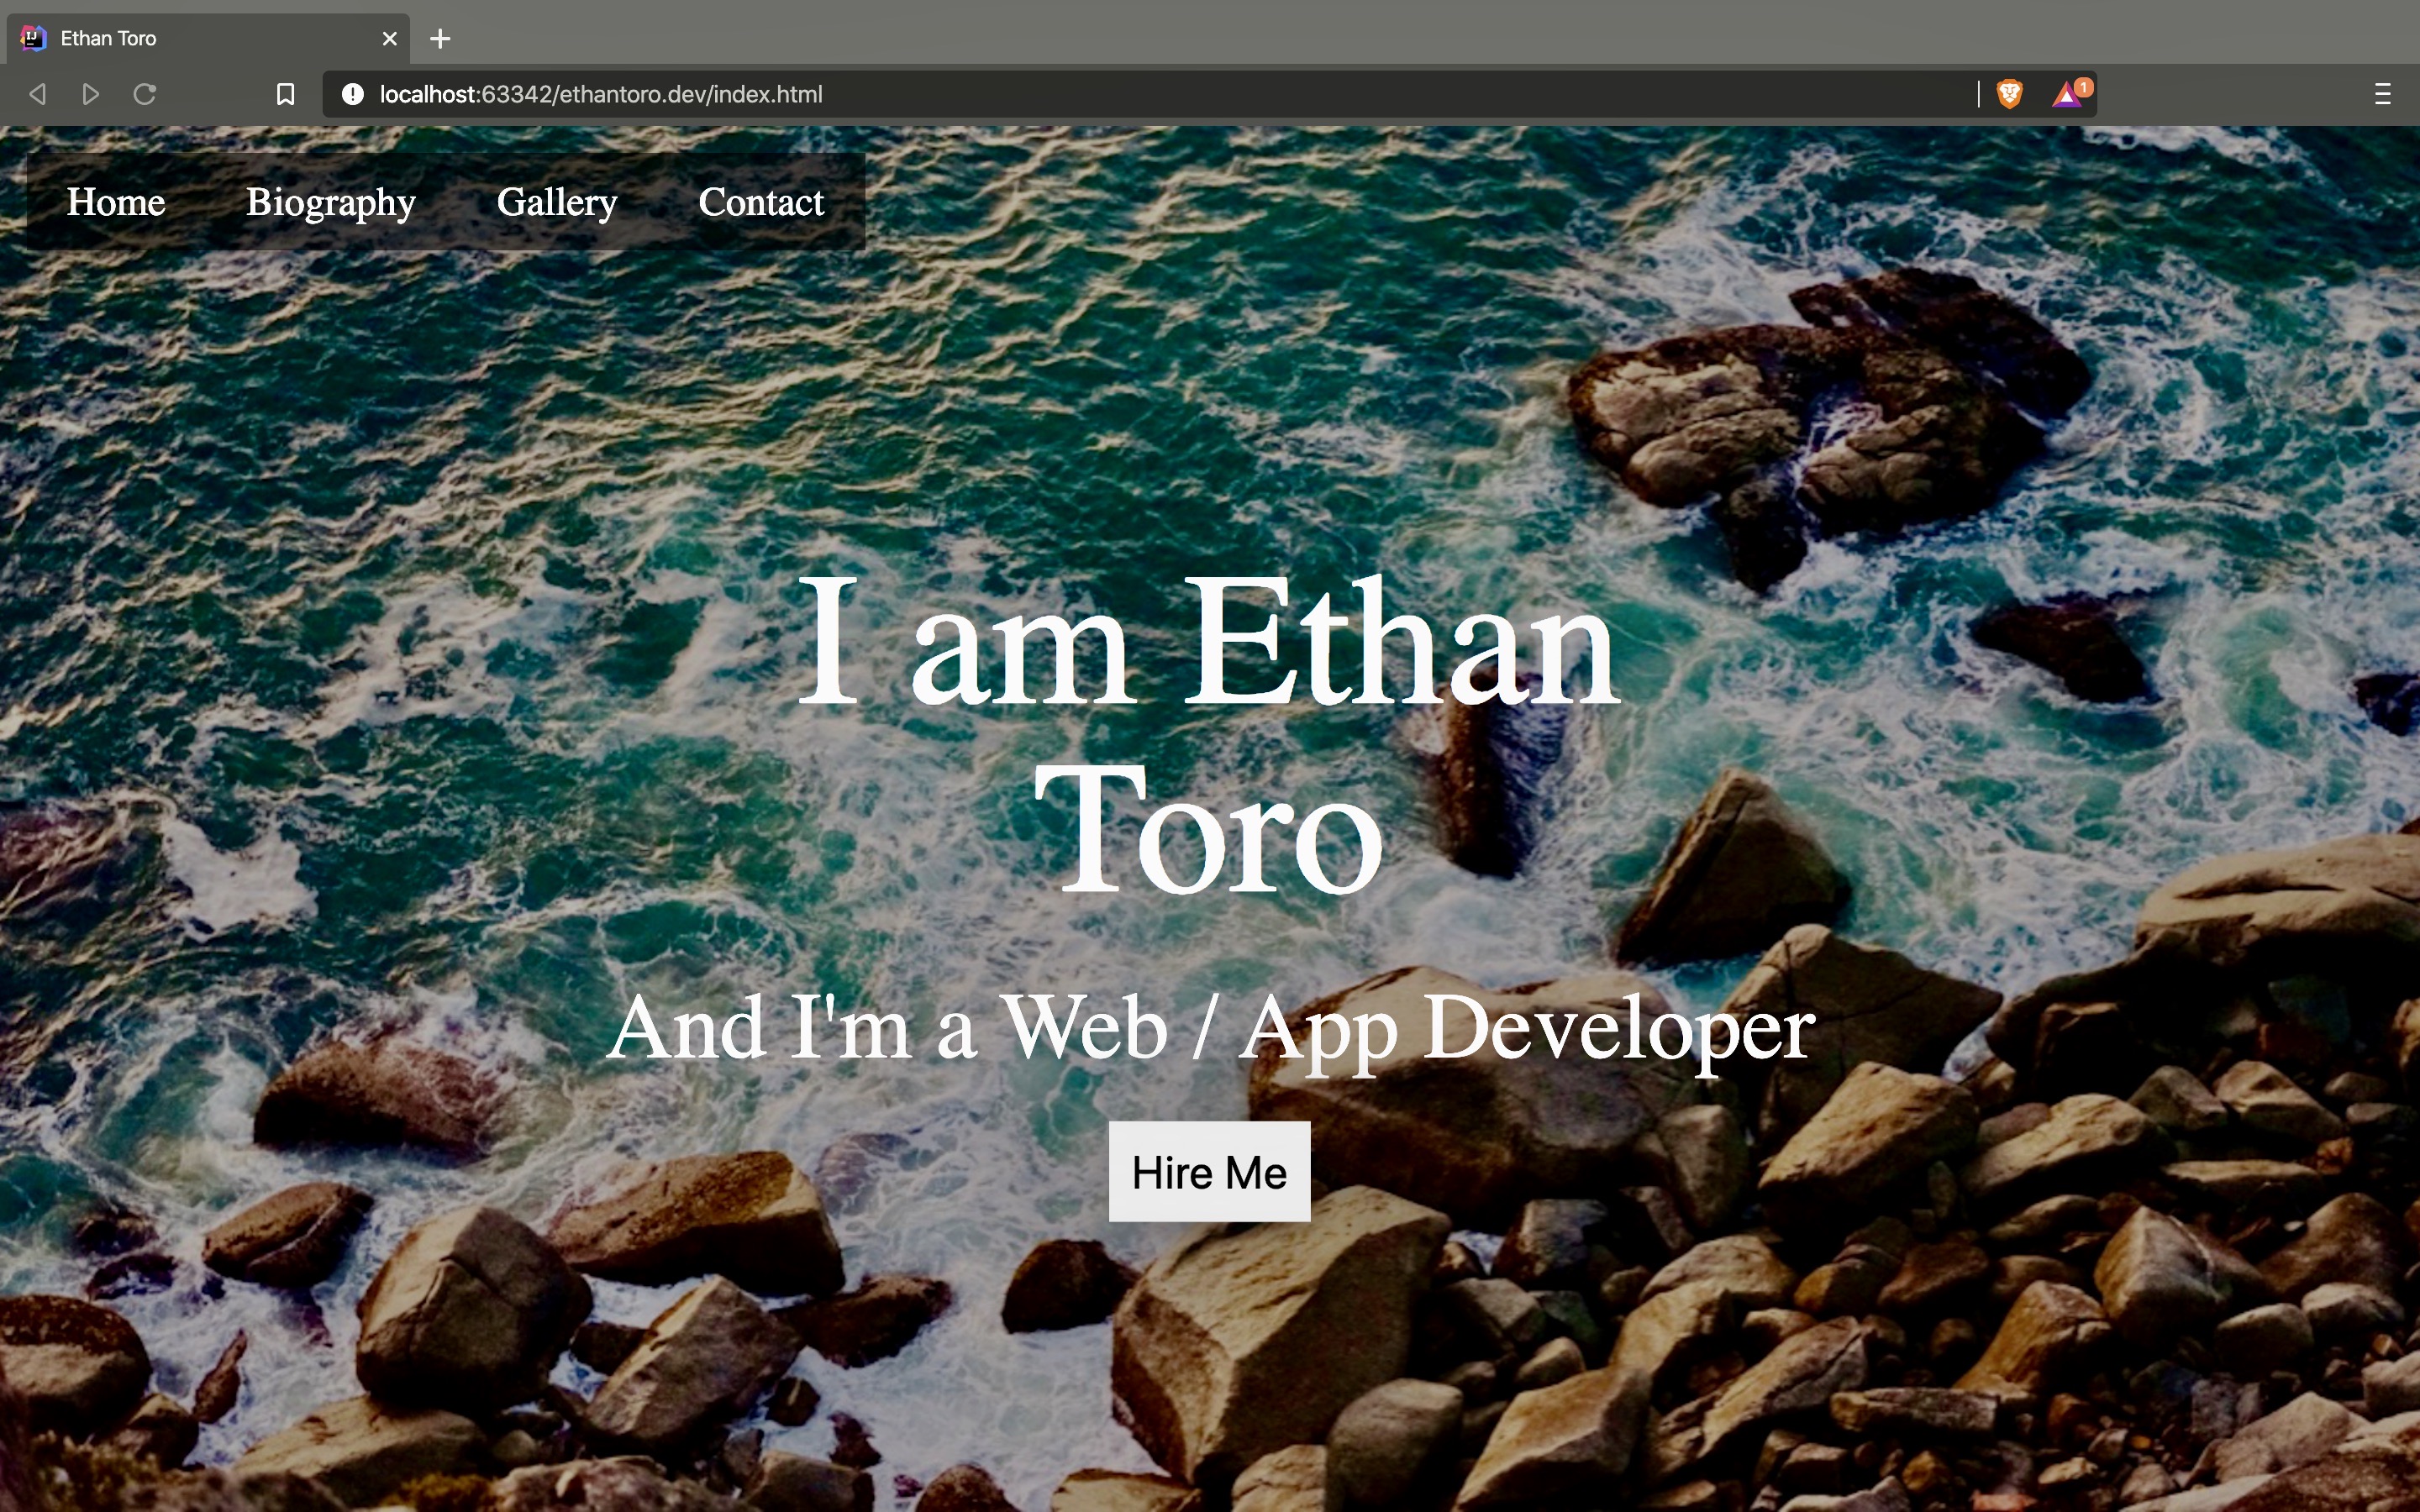 Ethan Toro
localhost:63342/ethantoro.dev/index.html
1
Home Biography Gallery Contact
I am Ethan
Toro
And I'm a Web / App Developer
Hire Me